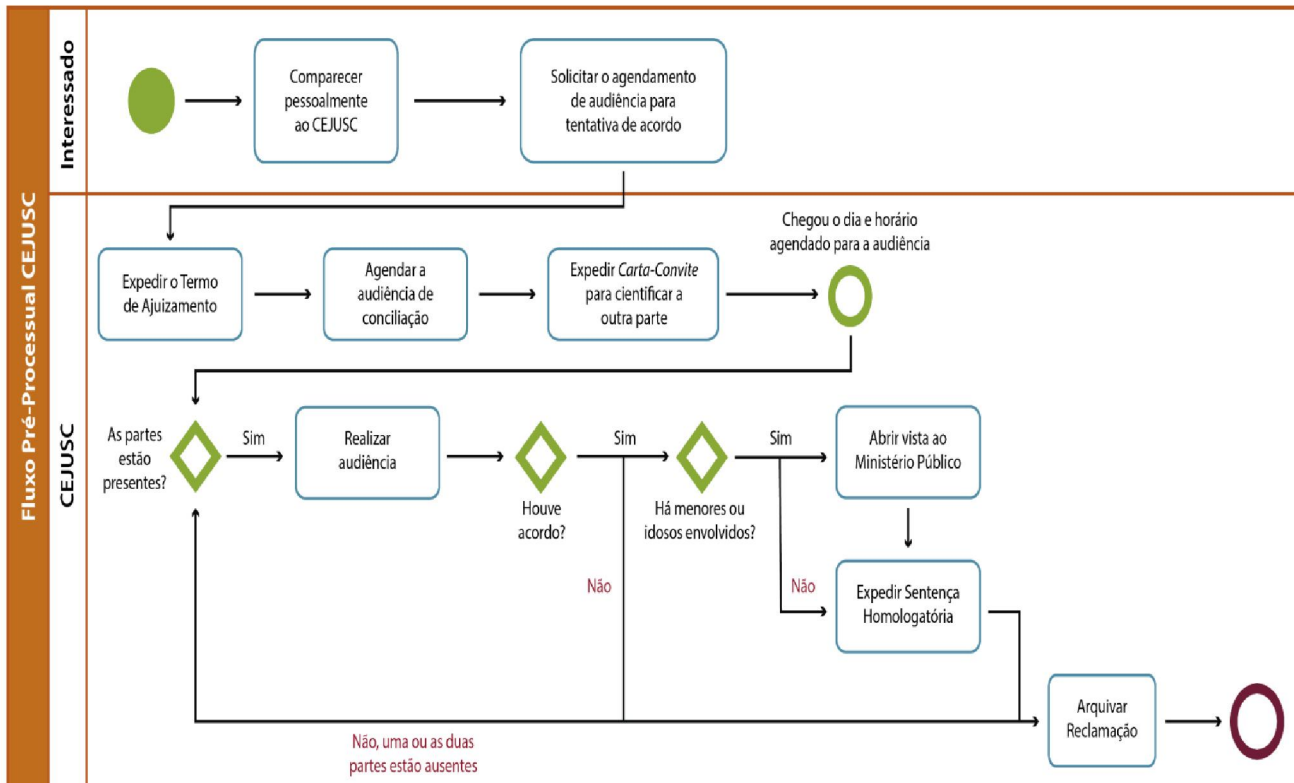 Fluxo Pré-Processual CEJUSC
Interessado
Comparecer
pessoalmente
ao CEJUSC
Solicitar o agendamento
de audiência para
tentativa de acordo
CEJUSC
Expedir o Termo
de Ajuizamento
Agendar a
audiência de
conciliação
Expedir Carta-Convite
para cientificar a
outra parte
Chegou o dia e horário
agendado para a audiência
As partes
estão
presentes?
Sim
Realizar
audiência
Houve
acordo?
Sim
Não
Há menores ou
idosos envolvidos?
Sim
Não
Abrir vista ao
Ministério Público
Expedir Sentença
Homologatória
Não, uma ou as duas
partes estão ausentes
Arquivar
Reclamação